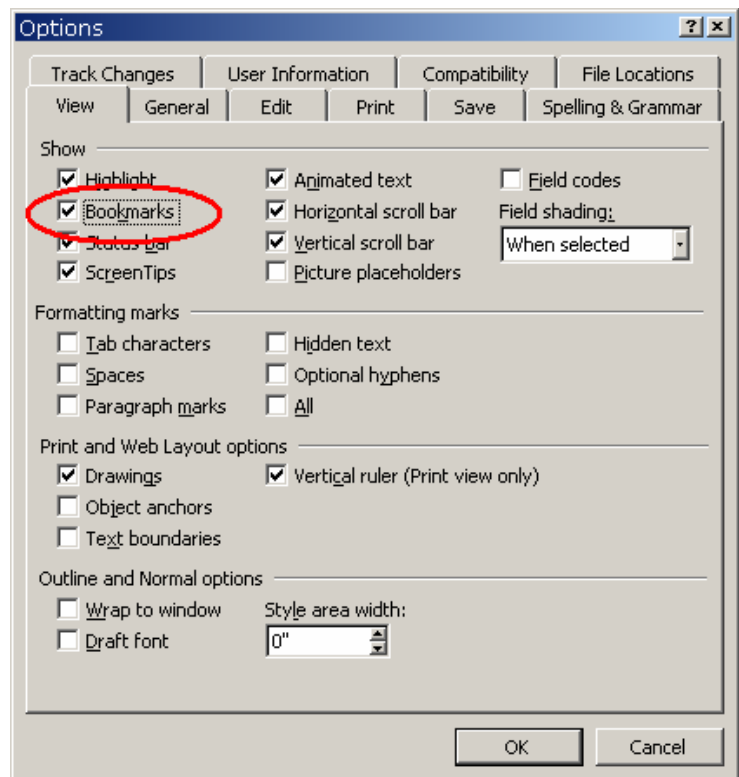 Options
Track Changes User Information Compatibility File Locations
View General Edit Print Save Spelling & Grammar
Show
Highlight Animated text Field codes
Bookmarks Horizontal scroll bar Field shading:
Status bar Vertical scroll bar When selected
ScreenTips Picture placeholders
Formatting marks
Tab characters Hidden text
Spaces Optional hyphens
Paragraph marks All
Print and Web Layout options
Drawings Vertical ruler (Print view only)
Object anchors
Text boundaries
Outline and Normal options
Wrap to window Style area width:
Draft font 0"
OK Cancel